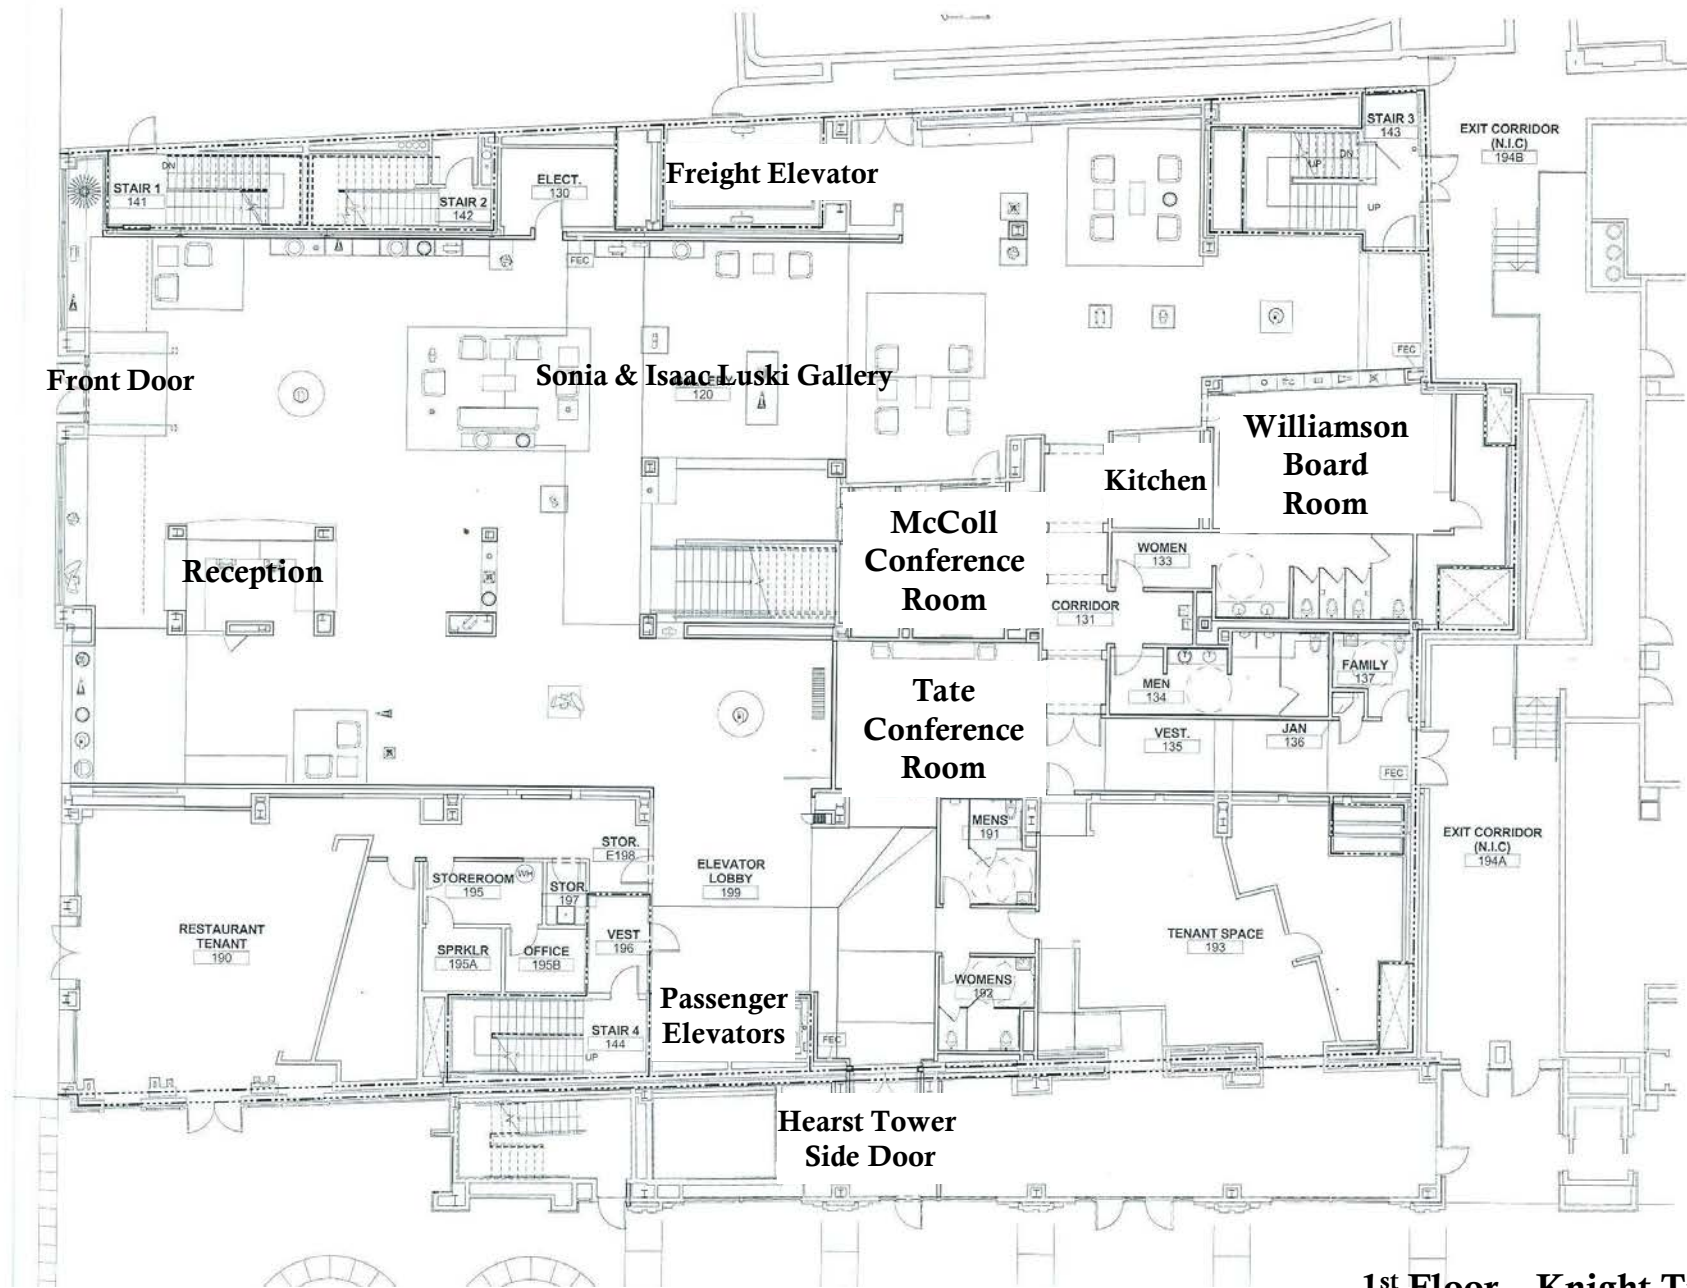 STAIR 3
143
EXIT CORRIDOR
(N.I.C)
194B
Freight Elevator
ELECT.
130
DN
STAIR 1
141
STAIR 2
142
UP
DN
UP
FEC
FEC
Front Door
Sonia & Isaac Luski Gallery
120
Williamson
Board
Room
Kitchen
McColl
Conference
Room
WOMEN
133
Reception
CORRIDOR
131
Tate
Conference
Room
MEN
134
FAMILY
137
VEST.
135
JAN
136
FEC
MENS
191
EXIT CORRIDOR
(N.I.C)
194A
STOR.
E198
ELEVATOR
LOBBY
199
STOREROOM
195
WH
STOR.
197
RESTAURANT
TENANT
190
SPRKLR
195A
OFFICE
195B
VEST
196
TENANT SPACE
193
WOMENS
192
Passenger
Elevators
STAIR 4
144
UP
FEC
Hearst Tower
Side Door
1st Floor